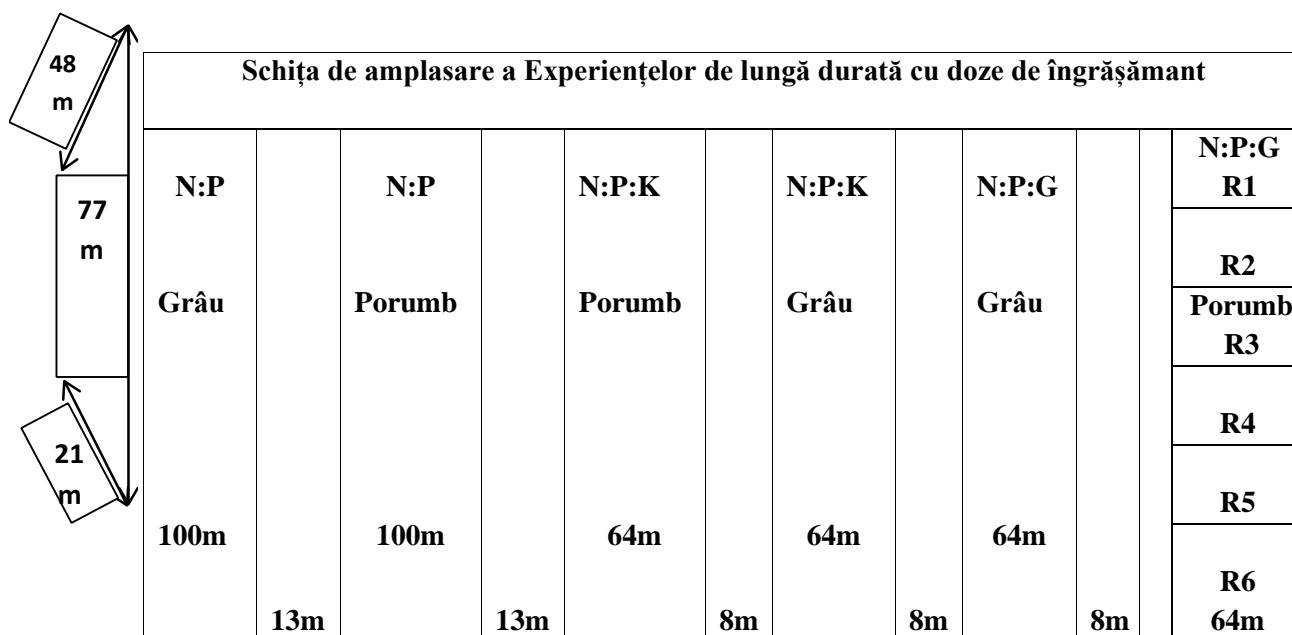 48
m
Schița de amplasare a Experiențelor de lungă durată cu doze de îngrășămant
N:P:G
N:P N:P N:P:K N:P:K N:P:G R1
77
m
R2
Grâu Porumb Porumb Grâu Grâu Porumb
R3
R4
21
m
R5
100m 100m 64m 64m 64m
R6
13m 13m 8m 8m 8m 64m